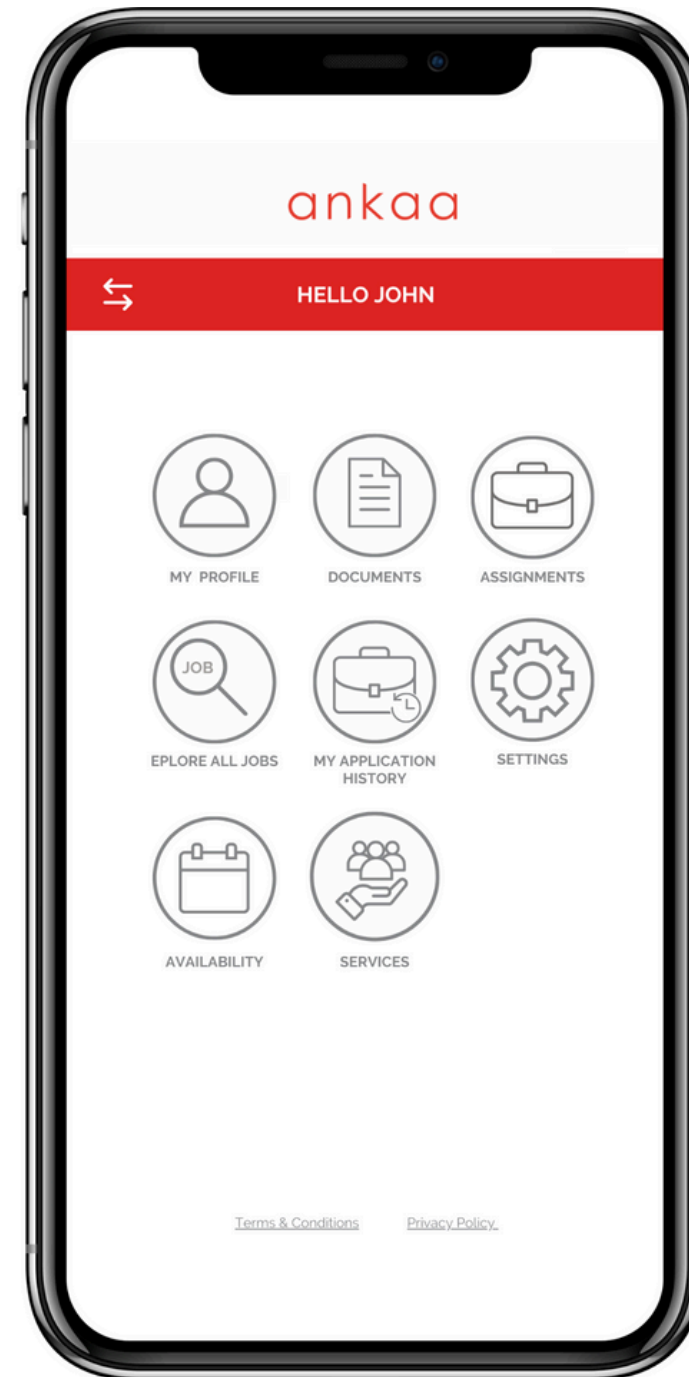 ankaa
HELLO JOHN
MY PROFILE
DOCUMENTS
ASSIGNMENTS
JOB
EPLORE ALL JOBS
MY APPLICATION
HISTORY
SETTINGS
AVAILABILITY
SERVICES
Terms & Conditions
Privacy Policy